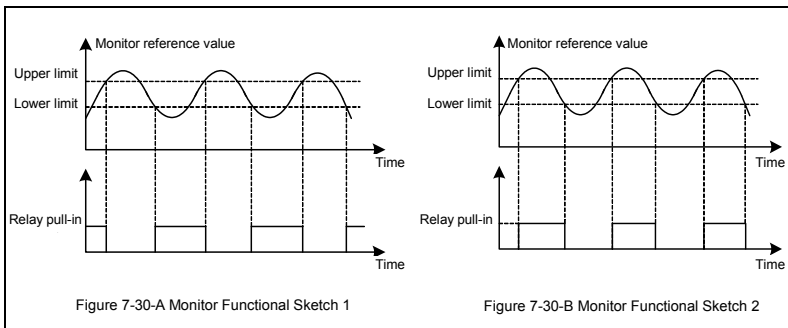 Monitor reference value
Upper limit
Lower limit
Time
Relay pull-in
Time
Figure 7-30-A Monitor Functional Sketch 1
Monitor reference value
Upper limit
Lower limit
Time
Relay pull-in
Time
Figure 7-30-B Monitor Functional Sketch 2